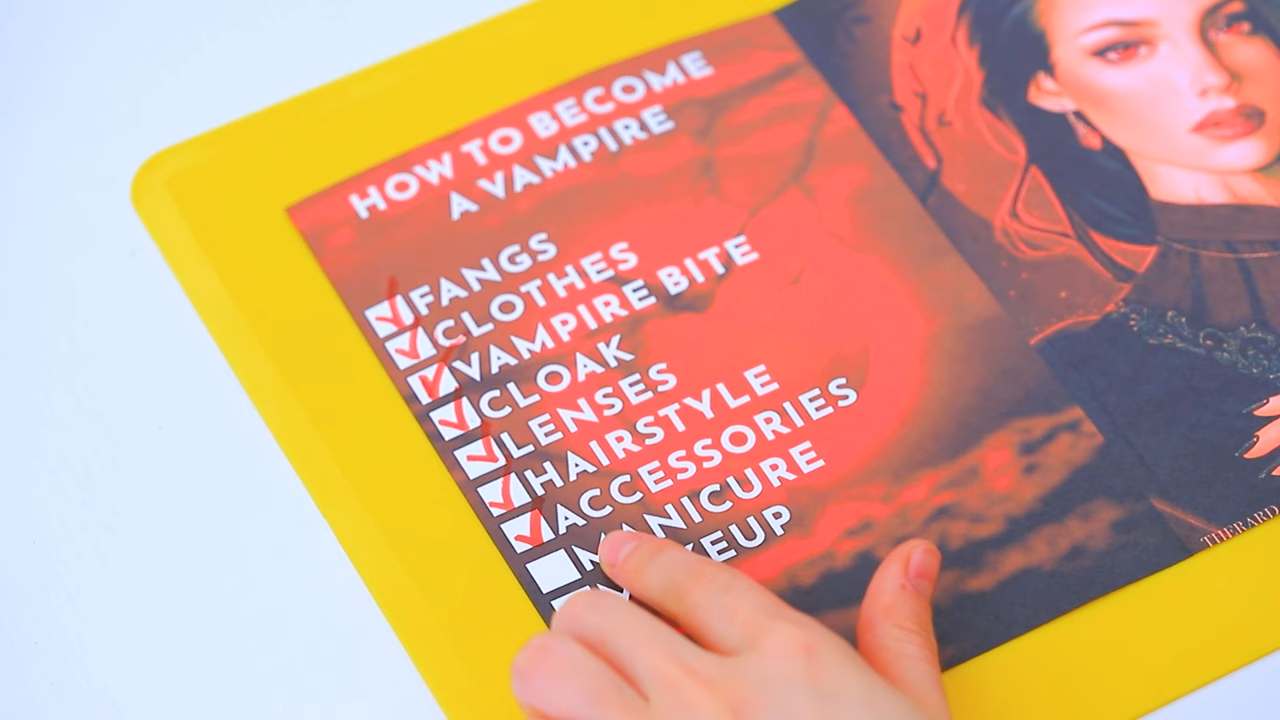 HOW TO BECOME
A VAMPIRE
FANGS
CLOTHES
VAMPIRE BITE
CLOAK
LENSES
HAIRSTYLE
ACCESSORIES
MANICURE